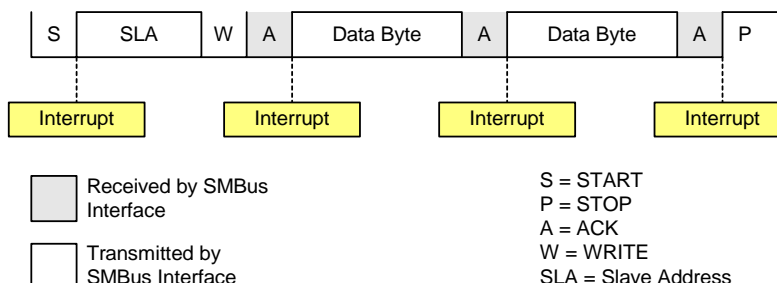 S SLA W A Data Byte A Data Byte A P
Interrupt Interrupt Interrupt Interrupt
Received by SMBus
Interface
Transmitted by
SMBus Interface
S = START
P = STOP
A = ACK
W = WRITE
SLA = Slave Address